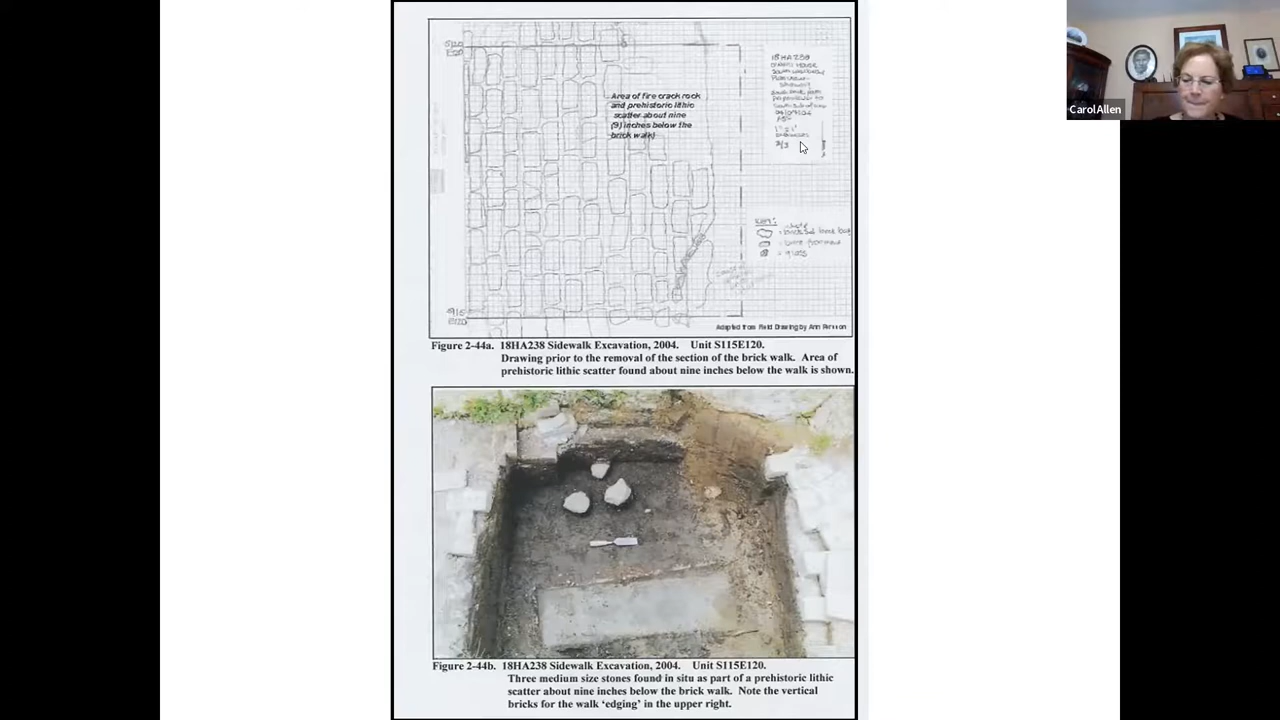 18HA238
Area of fire crack rock
and prehistoric lithic
scatter about nine
(9) inches below the
brick walk)
Adapted from Field Drawing by Ann Persson
Figure 2-44a. 18HA238 Sidewalk Excavation, 2004. Unit S115E120.
Drawing prior to the removal of the section of the brick walk. Area of
prehistoric lithic scatter found about nine inches below the walk is shown.
Figure 2-44b. 18HA238 Sidewalk Excavation, 2004. Unit S115E120.
Three medium size stones found in situ as part of a prehistoric lithic
scatter about nine inches below the brick walk. Note the vertical
bricks for the walk ‘edging’ in the upper right.
CarolAllen